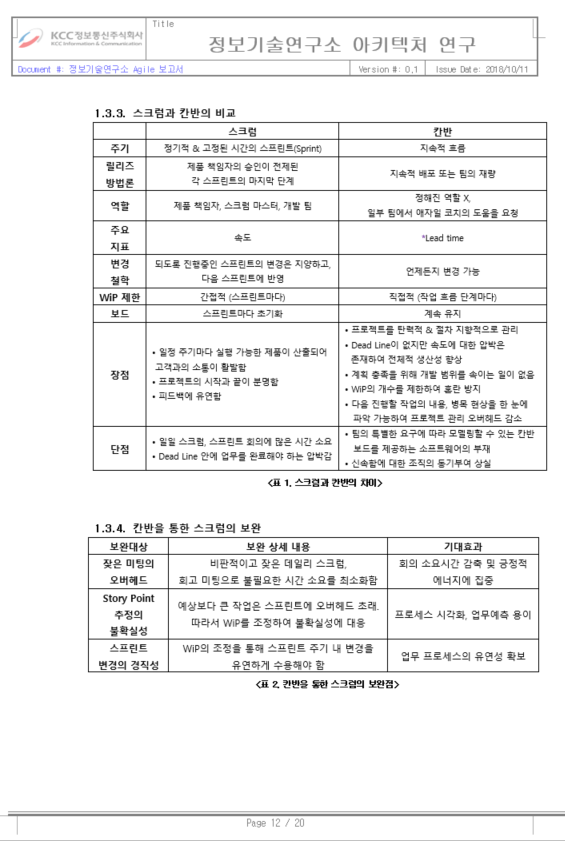 Title
KCC정보통신주식회사
KCC Information & Communication
정보기술연구소 아키텍처 연구
Document #: 정보기술연구소 Agile 보고서
Version #: 0.1
Issue Date: 2018/10/11
1.3.3. 스크럼과 칸반의 비교
스크럼 칸반
주기 정기적 & 고정된 시간의 스프린트(Sprint) 지속적 흐름
릴리즈
방법론
제품 책임자의 승인이 전제된
각 스프린트의 마지막 단계
지속적 배포 또는 팀의 재량
역할 제품 책임자, 스크럼 마스터, 개발 팀
정해진 역할 X,
일부 팀에서 애자일 코치의 도움을 요청
주요
지표
속도 *Lead time
변경
철학
되도록 진행중인 스프린트의 변경은 지양하고,
다음 스프린트에 반영
언제든지 변경 가능
WiP 제한 간접적 (스프린트마다) 직접적 (작업 흐름 단계마다)
보드 스프린트마다 초기화 계속 유지
장점
• 일정 주기마다 실행 가능한 제품이 산출되어
고객과의 소통이 활발함
• 프로젝트의 시작과 끝이 분명함
• 피드백에 유연함
• 프로젝트를 탄력적 & 절차 지향적으로 관리
• Dead Line이 없지만 속도에 대한 압박은
존재하여 전체적 생산성 향상
• 계획 충족을 위해 개발 범위를 속이는 일이 없음
• WiP의 개수를 제한하여 혼란 방지
• 다음 진행할 작업의 내용, 병목 현상을 한 눈에
파악 가능하여 프로젝트 관리 오버헤드 감소
단점
• 일일 스크럼, 스프린트 회의에 많은 시간 소요
• Dead Line 안에 업무를 완료해야 하는 압박감
• 팀의 특별한 요구에 따라 모델링할 수 있는 칸반
보드를 제공하는 소프트웨어의 부재
• 신속함에 대한 조직의 동기부여 상실
<표 1. 스크럼과 칸반의 차이>
1.3.4. 칸반을 통한 스크럼의 보완
보완대상 보완 상세 내용 기대효과
잦은 미팅의
오버헤드
비판적이고 잦은 데일리 스크럼,
회고 미팅으로 불필요한 시간 소요를 최소화함
회의 소요시간 감축 및 긍정적
에너지에 집중
Story Point
추정의
불확실성
예상보다 큰 작업은 스프린트에 오버헤드 초래.
따라서 WiP를 조정하여 불확실성에 대응
프로세스 시각화, 업무예측 용이
스프린트
변경의 경직성
WiP의 조정을 통해 스프린트 주기 내 변경을
유연하게 수용해야 함
업무 프로세스의 유연성 확보
<표 2. 칸반을 통한 스크럼의 보완점>
Page 12 / 20